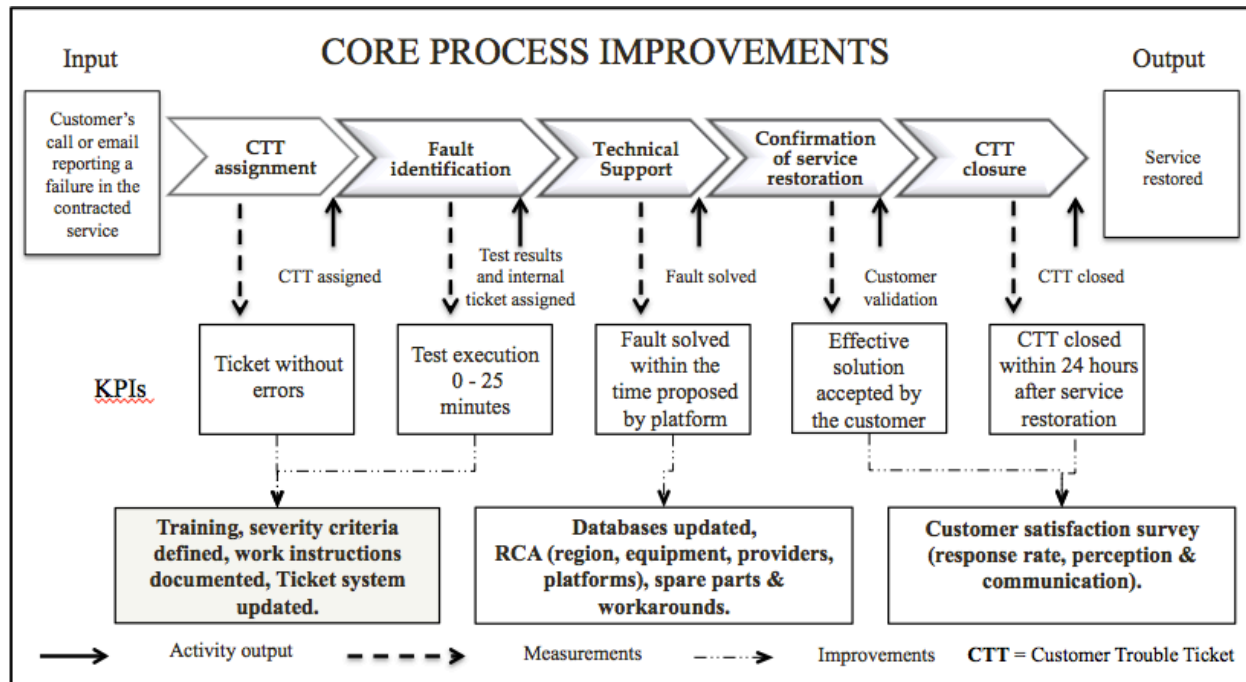 CORE PROCESS IMPROVEMENTS
Input
Output
Customer’s
call or email
reporting a
failure in the
contracted
service
CTT
assignment
Fault
identification
Technical
Support
Confirmation
of service
restoration
CTT
closure
Service
restored
CTT assigned
Test results
and internal
ticket assigned
Fault solved
Customer
validation
CTT closed
KPIs
Ticket without
errors
Test execution
0 - 25
minutes
Fault solved
within the
time proposed
by platform
Effective
solution
accepted by
the customer
CTT closed
within 24 hours
after service
restoration
Training, severity criteria
defined, work instructions
documented, Ticket system
updated.
Databases updated,
RCA (region, equipment, providers,
platforms), spare parts &
workarounds.
Customer satisfaction survey
(response rate, perception &
communication).
Activity output
Measurements
Improvements
CTT = Customer Trouble Ticket